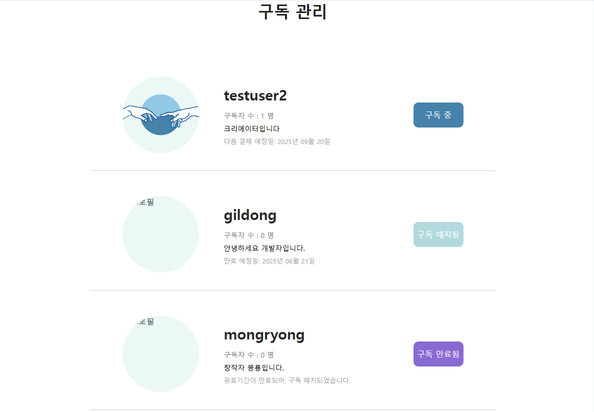 구독 관리
testuser2
구독자 수 : 1 명
크리에이터입니다
다음 결제 예정일: 2025년 09월 20일
구독 중
로필
gildong
구독자 수 : 0 명
안녕하세요 개발자입니다.
만료 예정일: 2025년 08월 21일
구독 해지됨
로필
mongryong
구독자 수 : 0 명
창작자 몽룡입니다.
유효기간이 만료되어, 구독 해지되었습니다.
구독 만료됨